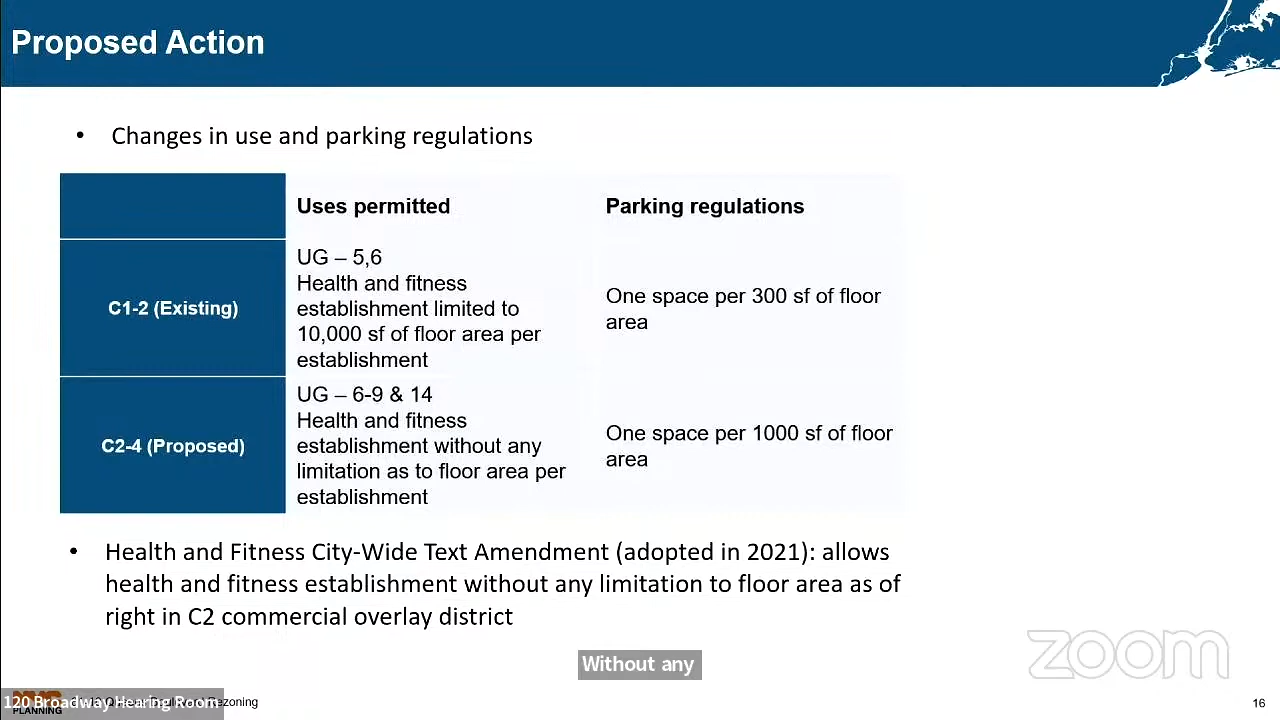 Proposed Action
• Changes in use and parking regulations
Uses permitted
Parking regulations
C1-2 (Existing)
UG – 5,6
Health and fitness
establishment limited to
10,000 sf of floor area per
establishment
One space per 300 sf of floor
area
C2-4 (Proposed)
UG – 6-9 & 14
Health and fitness
establishment without any
limitation as to floor area per
establishment
One space per 1000 sf of floor
area
• Health and Fitness City-Wide Text Amendment (adopted in 2021): allows
health and fitness establishment without any limitation to floor area as of
right in C2 commercial overlay district
zoom
Without any
120 Broadway Hearing Room
Rezoning
PLANNING
16